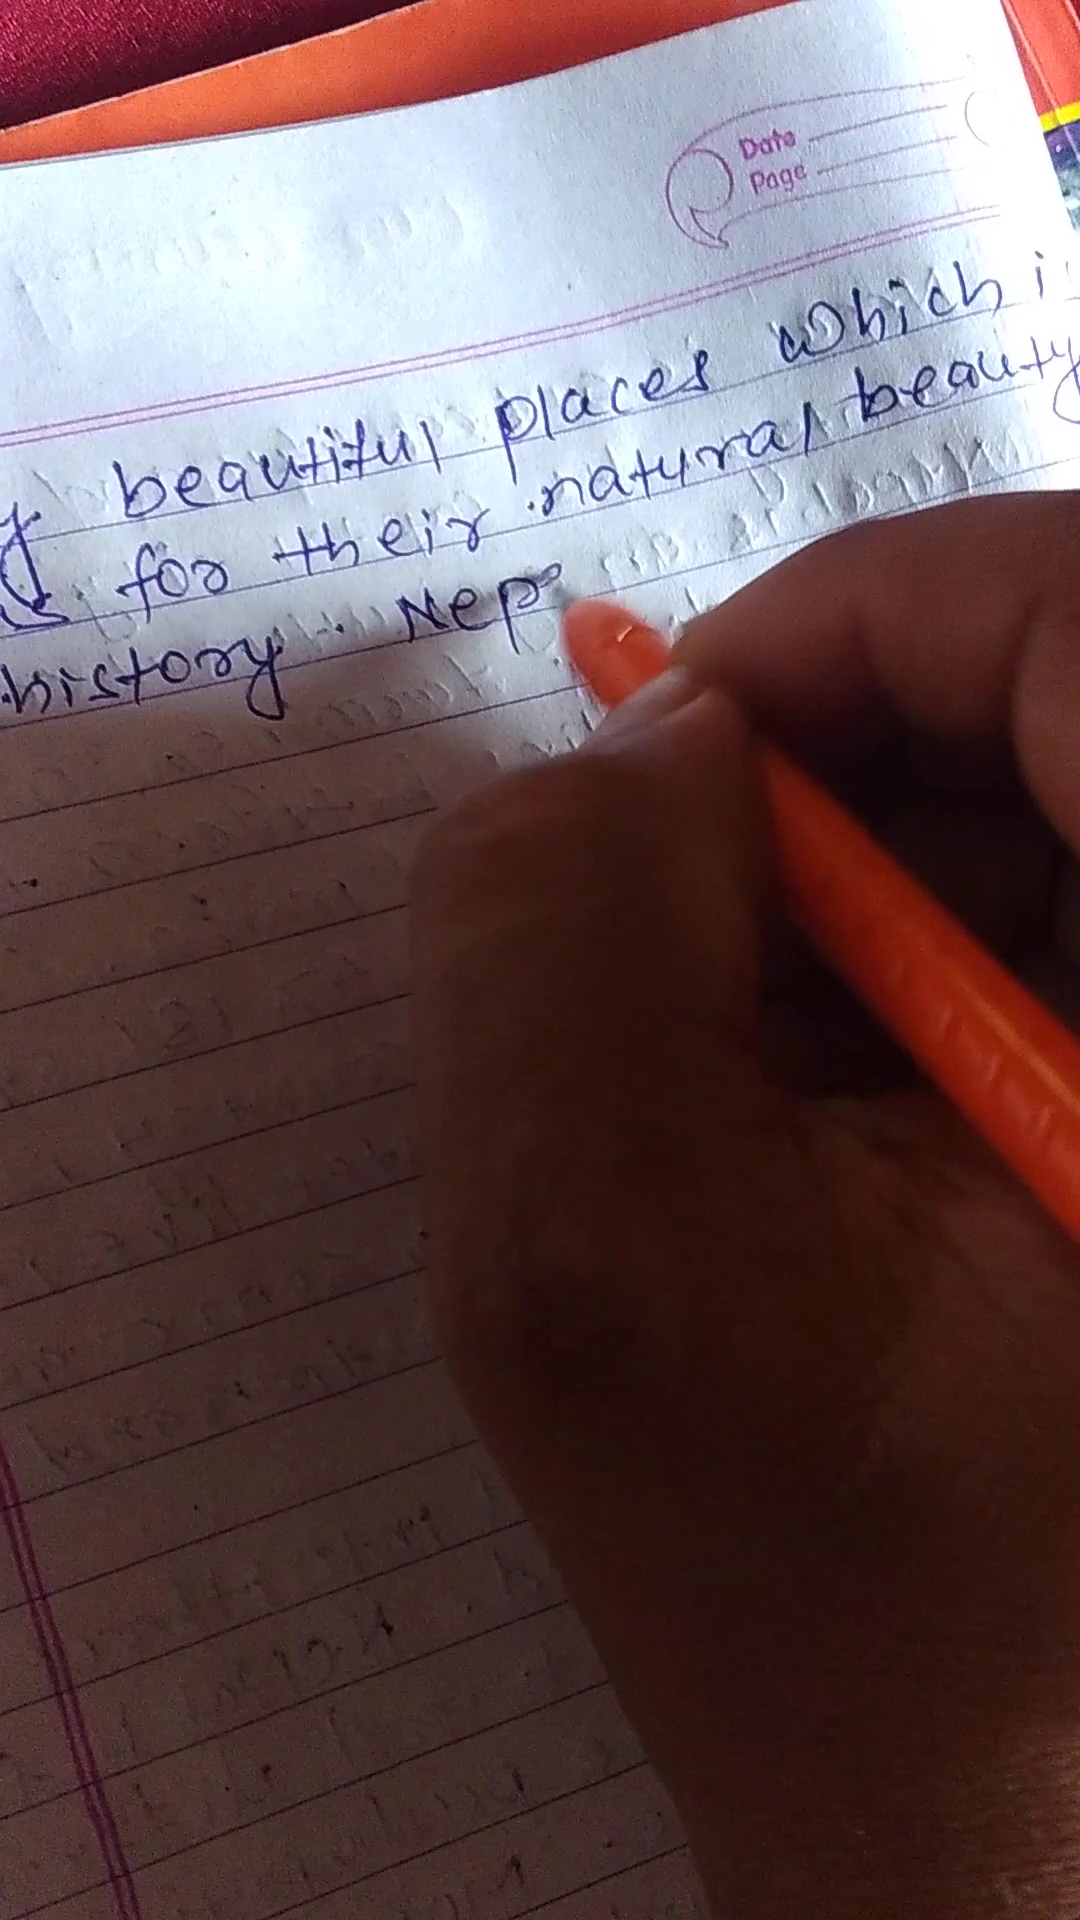 Date
Page
beautiful places which i
for their natural beauty
history. Nep